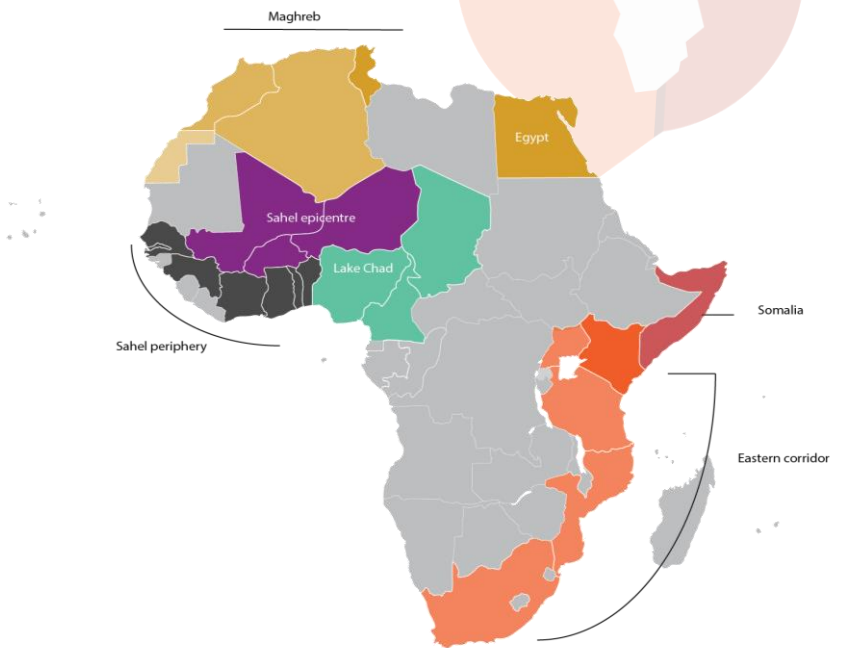 Maghreb
Egypt
Sahel epicentre
Lake Chad
Somalia
Sahel periphery
Eastern corridor